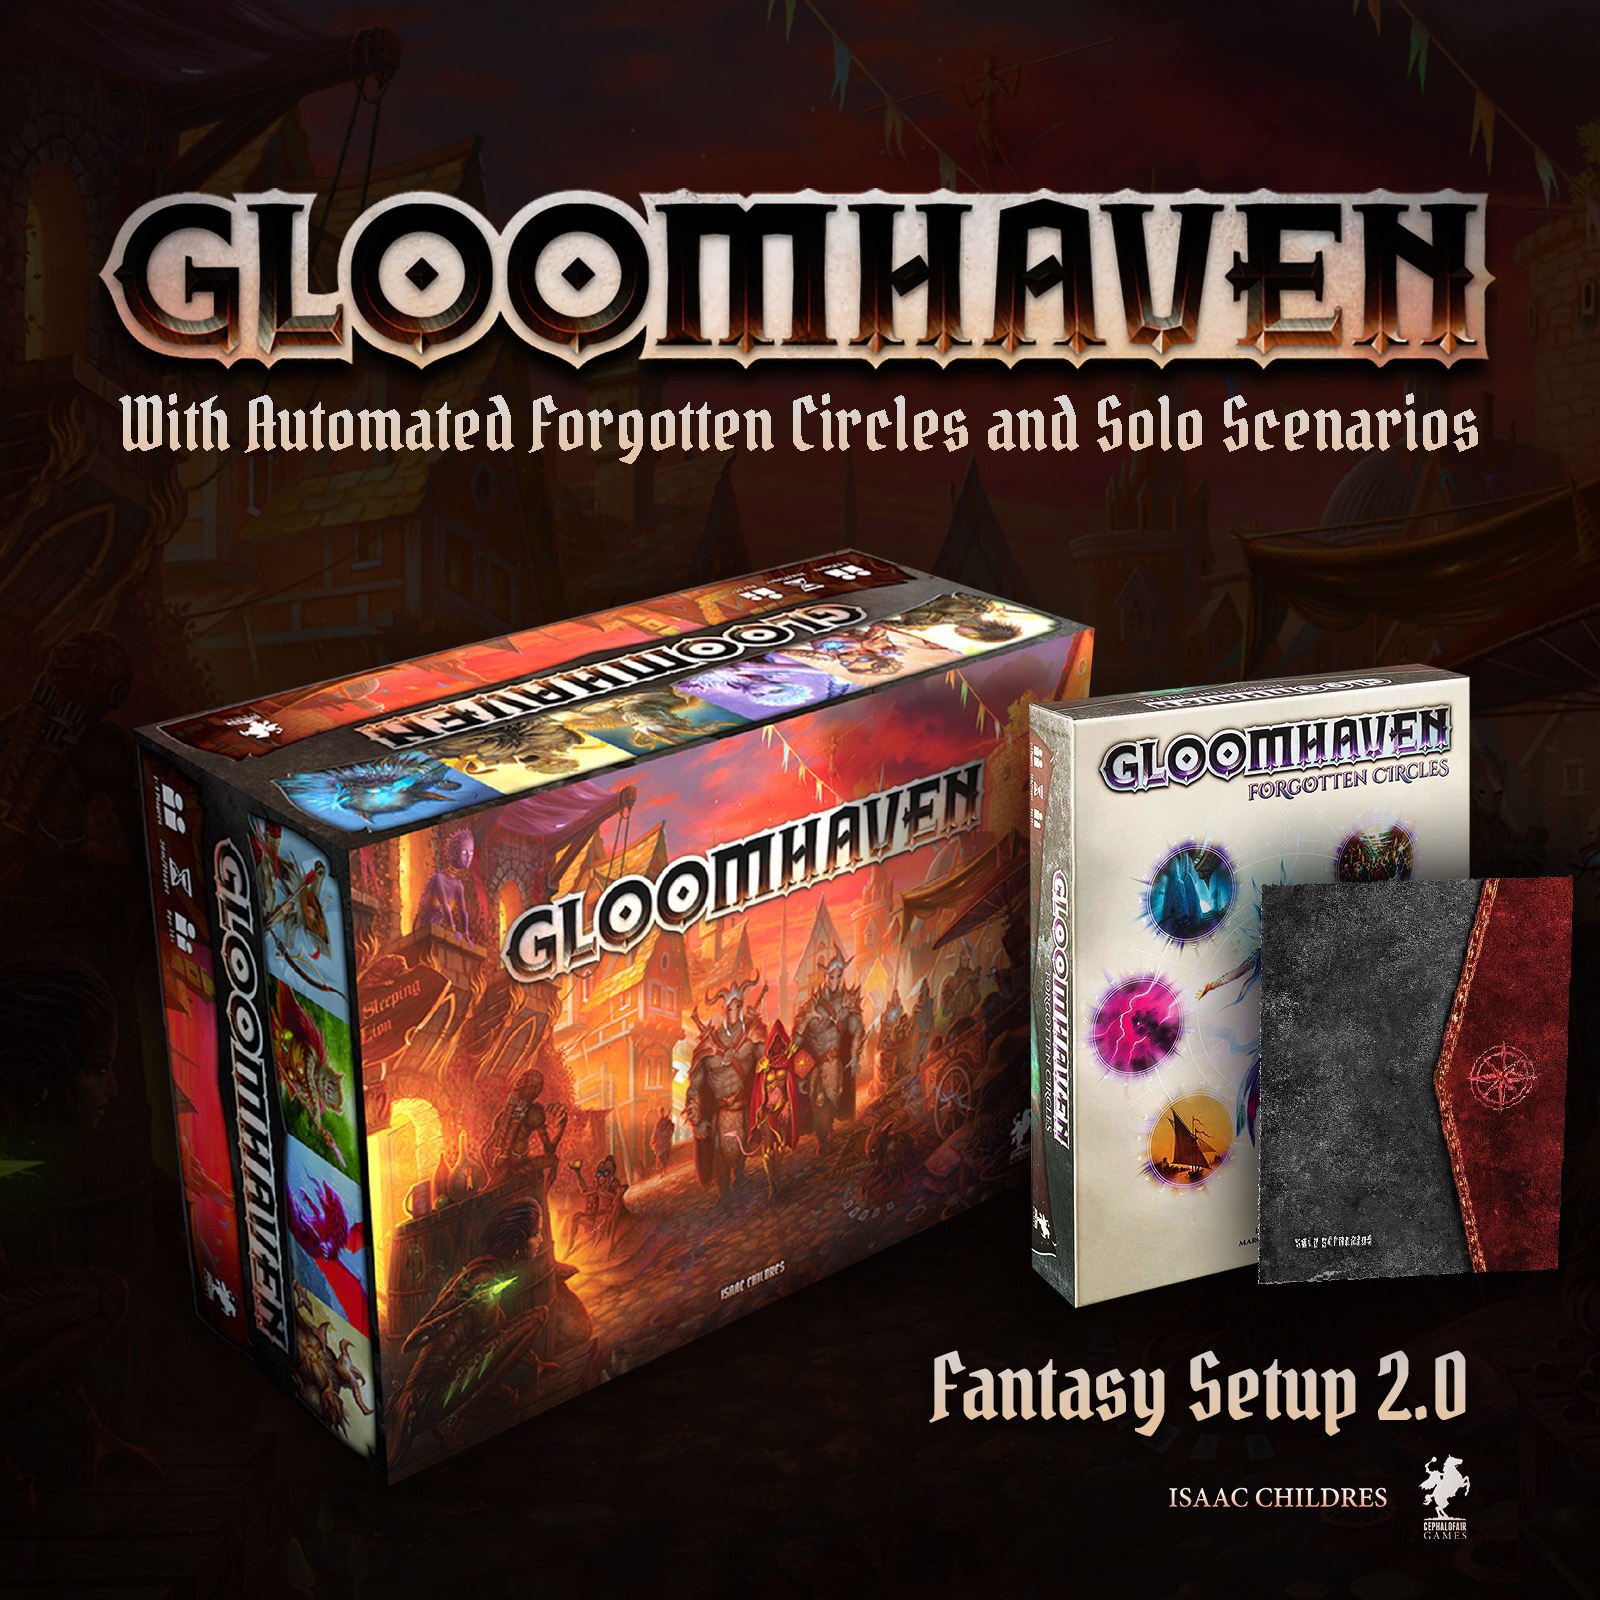 GLOOMHAVEN
With Automated Forgotten Circles and Solo Scenarios
GLOOMHAVEN
GLOOMHAVEN
GLOOMHAVEN
Sleeping
Lion
ISAAC CHILDRES
GLOOMHAVEN
GLOOMHAVEN
FORGOTTEN CIRCLES
GLOOMHAVEN
FORGOTTEN CIRCLES
SOLO SCENARIOS
Fantasy Setup 2.0
ISAAC CHILDRES
CEPHALOFAIR
GAMES